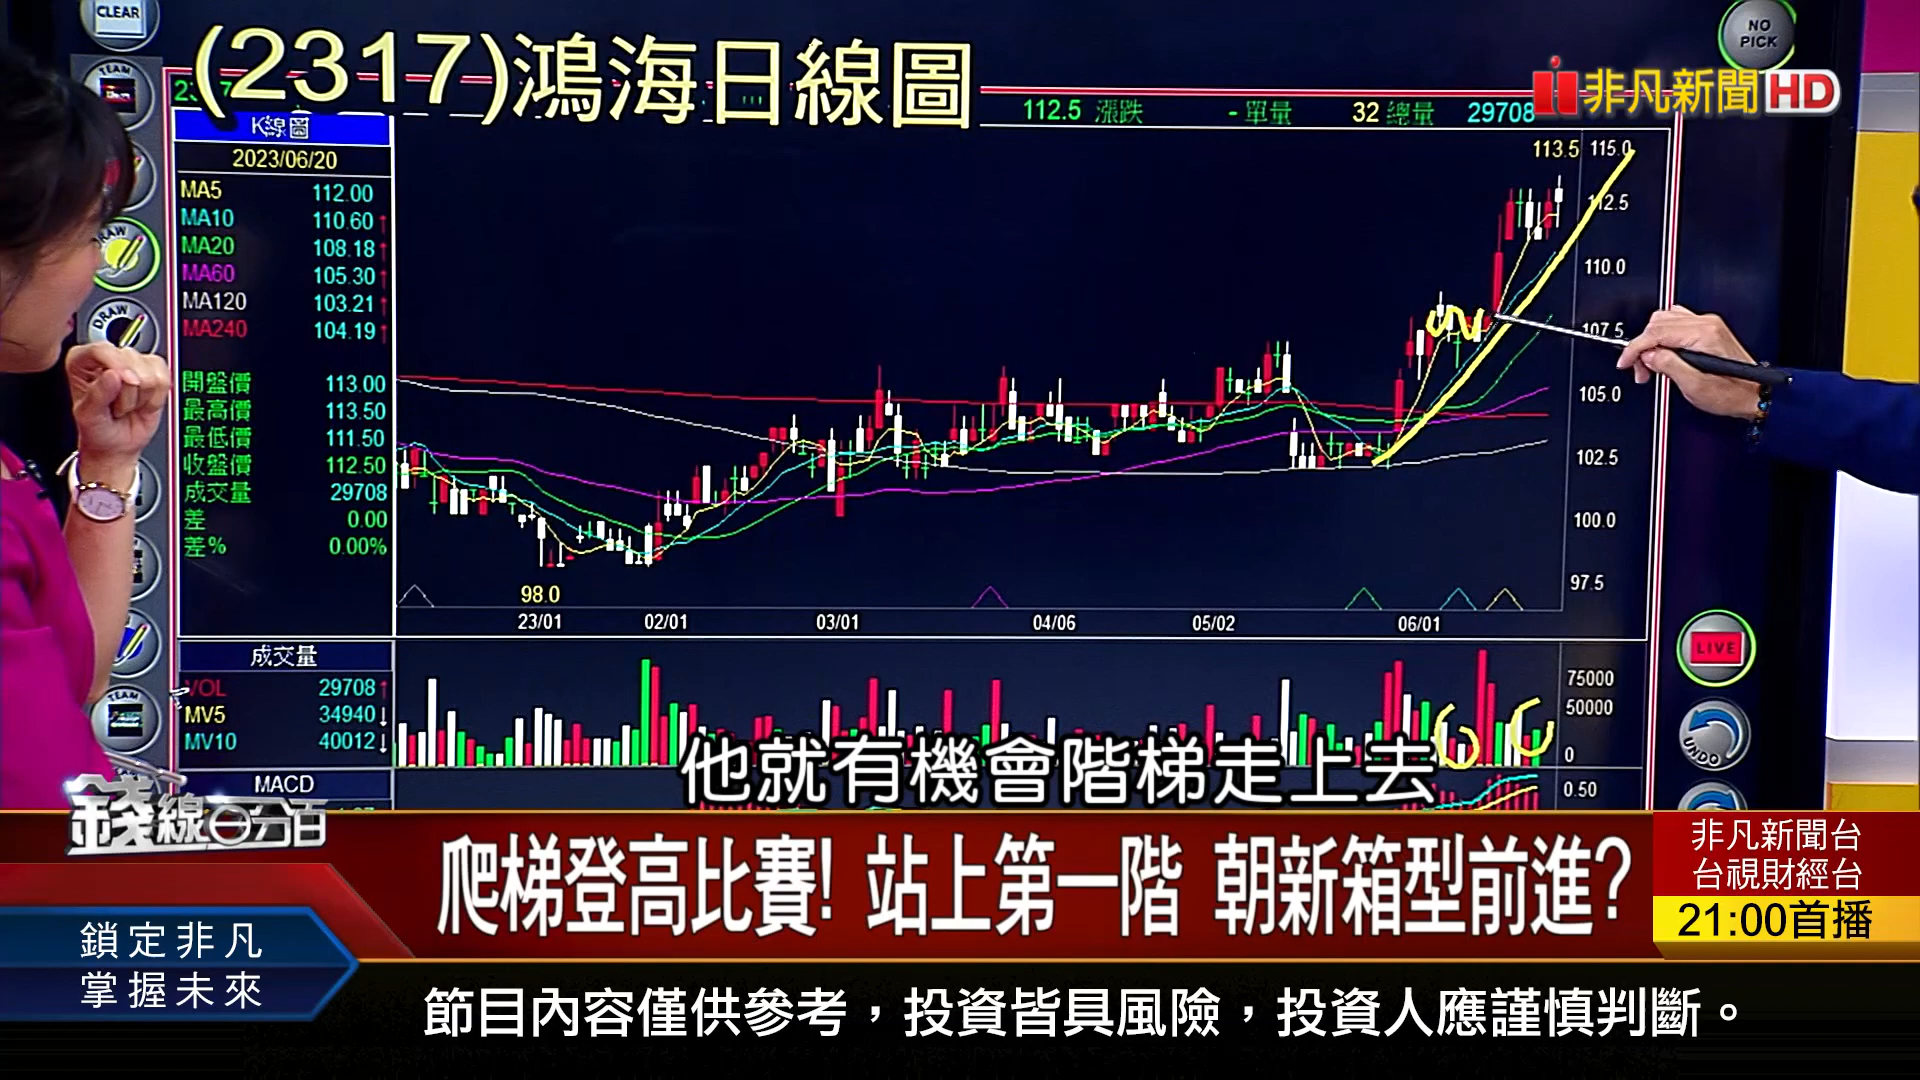 CLEAR
(2317)鴻海日線圖
NO
PICK
非凡新聞HD
112.5 漲跌 - 單量 32 總量 29708
TEAM
K線圖
2023/06/20
MA5 112.00
MA10 110.60↑
MA20 108.18↑
MA60 105.30↑
MA120 103.21↑
MA240 104.19↑
DRAW
DRAW
開盤價 113.00
最高價 113.50
最低價 111.50
收盤價 112.50
成交量 29708
差 0.00
差% 0.00%
113.5
115.0
112.5
110.0
107.5
105.0
102.5
100.0
97.5
98.0
23/01 02/01 03/01 04/06 05/02 06/01
成交量
VOL 29708↑
MV5 34940↓
MV10 40012↓
TEAM
75000
50000
0
LIVE
UNDO
MACD
0.50
他就有機會階梯走上去
錢線百分百
爬梯登高比賽! 站上第一階 朝新箱型前進?
非凡新聞台
台視財經台
21:00首播
鎖定非凡
掌握未來
節目內容僅供參考，投資皆具風險，投資人應謹慎判斷。